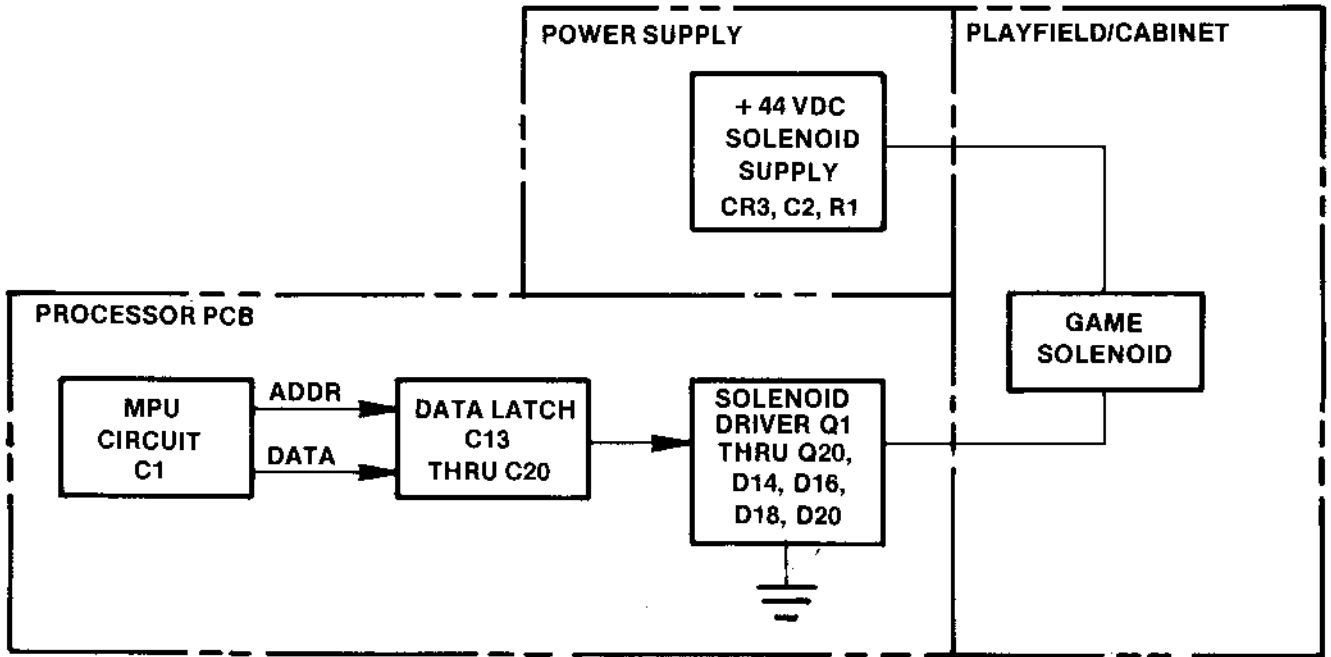 POWER SUPPLY
PLAYFIELD/CABINET
+ 44 VDC
SOLENOID
SUPPLY
CR3, C2, R1
PROCESSOR PCB
GAME
SOLENOID
MPU
CIRCUIT
C1
ADDR
DATA
DATA LATCH
C13
THRU C20
SOLENOID
DRIVER Q1
THRU Q20,
D14, D16,
D18, D20